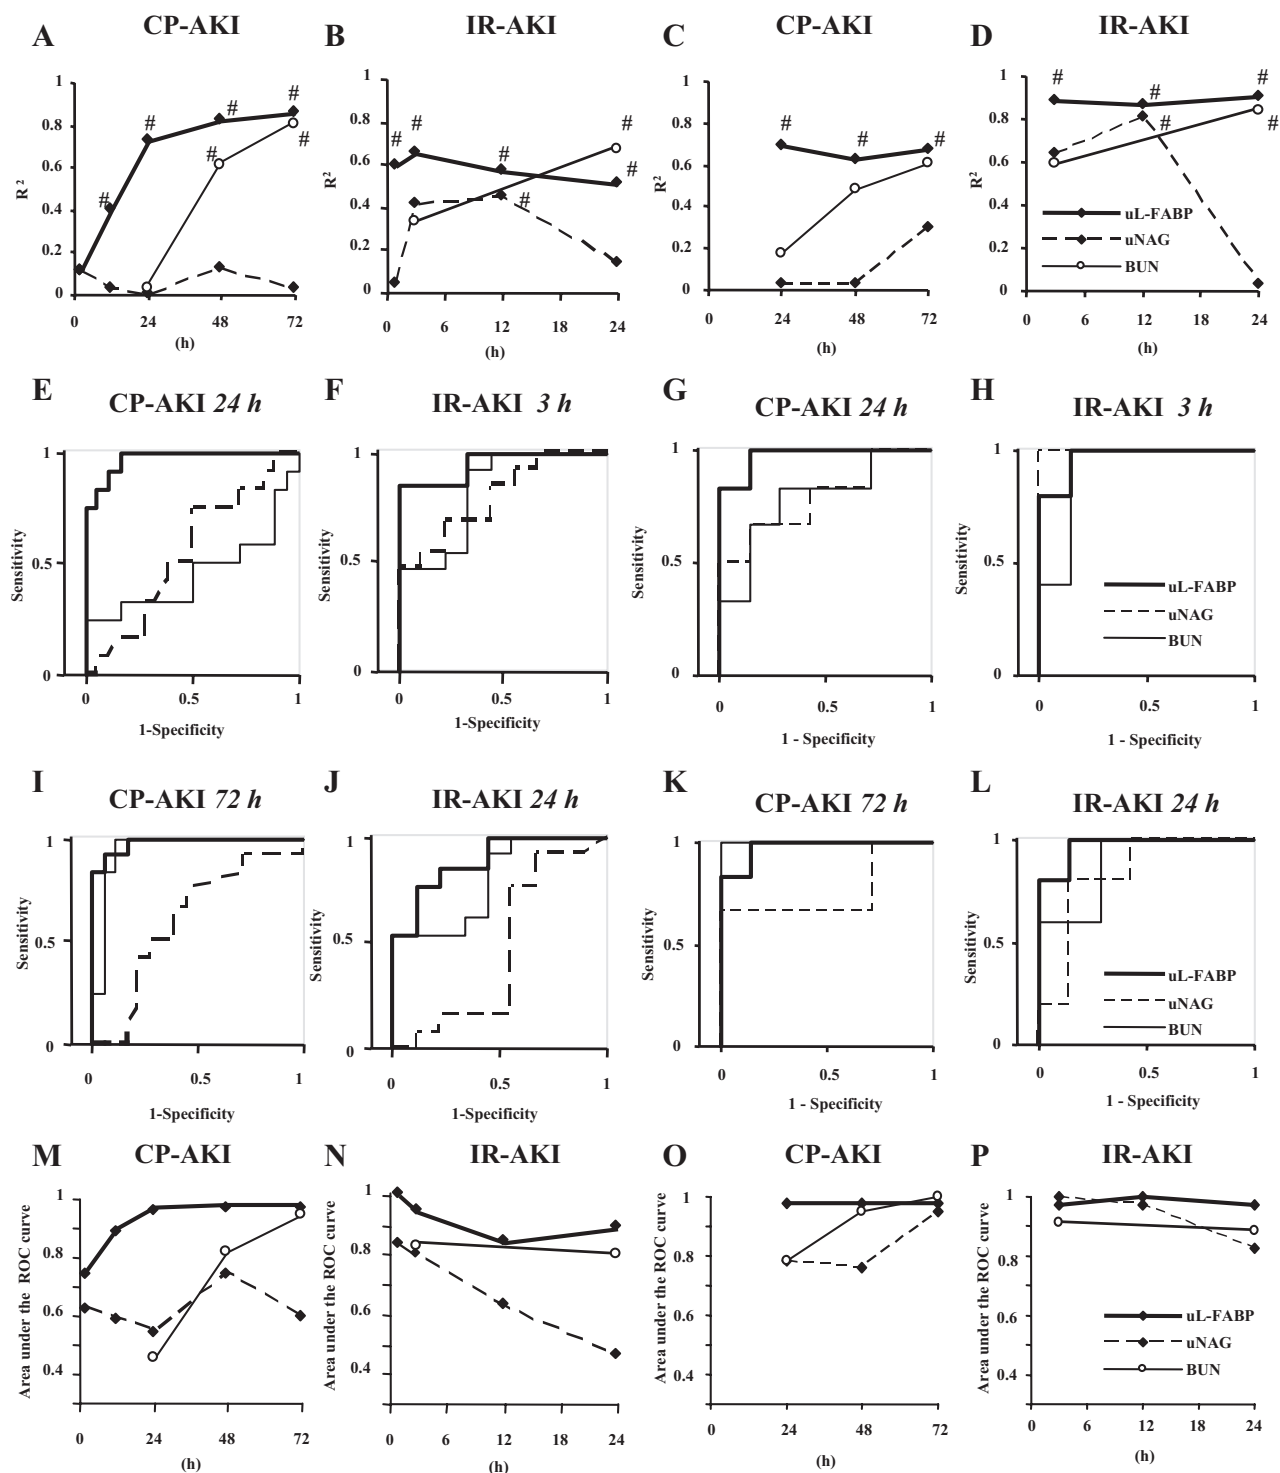 A CP-AKI B IR-AKI C CP-AKI D IR-AKI
1 # # # 1 1 1 # # #
0.8 # # # # # 0.8 # # # 0.8 #
0.6 # # 0.6 0.6
0.4 # 0.4 # 0.4 0.4 uL-FABP
0.2 0.2 0.2 0.2 uNAG
BUN
0 0 0 0
R 2 R2 R2 R2
0 24 48 72 0 6 12 18 24 0 24 48 72 0 6 12 18 24
(h) (h) (h) (h)
E CP-AKI 24 h F IR-AKI 3 h G CP-AKI 24 h H IR-AKI 3 h
1 1 1 1
Sensitivity 0.5 Sensitivity 0.5 Sensitivity 0.5 Sensitivity 0.5
uL-FABP
uNAG
BUN
0 0 0 0
0 0.5 1 0 0.5 1 0 0.5 1 0 0.5 1
1-Specificity 1-Specificity 1 - Specificity 1 - Specificity
I CP-AKI 72 h J IR-AKI 24 h K CP-AKI 72 h L IR-AKI 24 h
1 1 1 1
Sensitivity 0.5 Sensitivity 0.5 Sensitivity 0.5 Sensitivity 0.5
uL-FABP
uNAG
BUN
0 0 0 0
0 0.5 1 0 0.5 1 0 0.5 1 0 0.5 1
1-Specificity 1-Specificity 1 - Specificity 1 - Specificity
M CP-AKI N IR-AKI O CP-AKI P IR-AKI
1 1 1 1
0.8 0.8 0.8 0.8
0.6 0.6 0.6 0.6 uL-FABP
uNAG
0.4 0.4 0.4 0.4 BUN
Area under the ROC curve Area under the ROC curve Area under the ROC curve Area under the ROC curve
0 24 48 72 0 6 12 18 24 0 24 48 72 0 6 12 18 24
(h) (h) (h) (h)